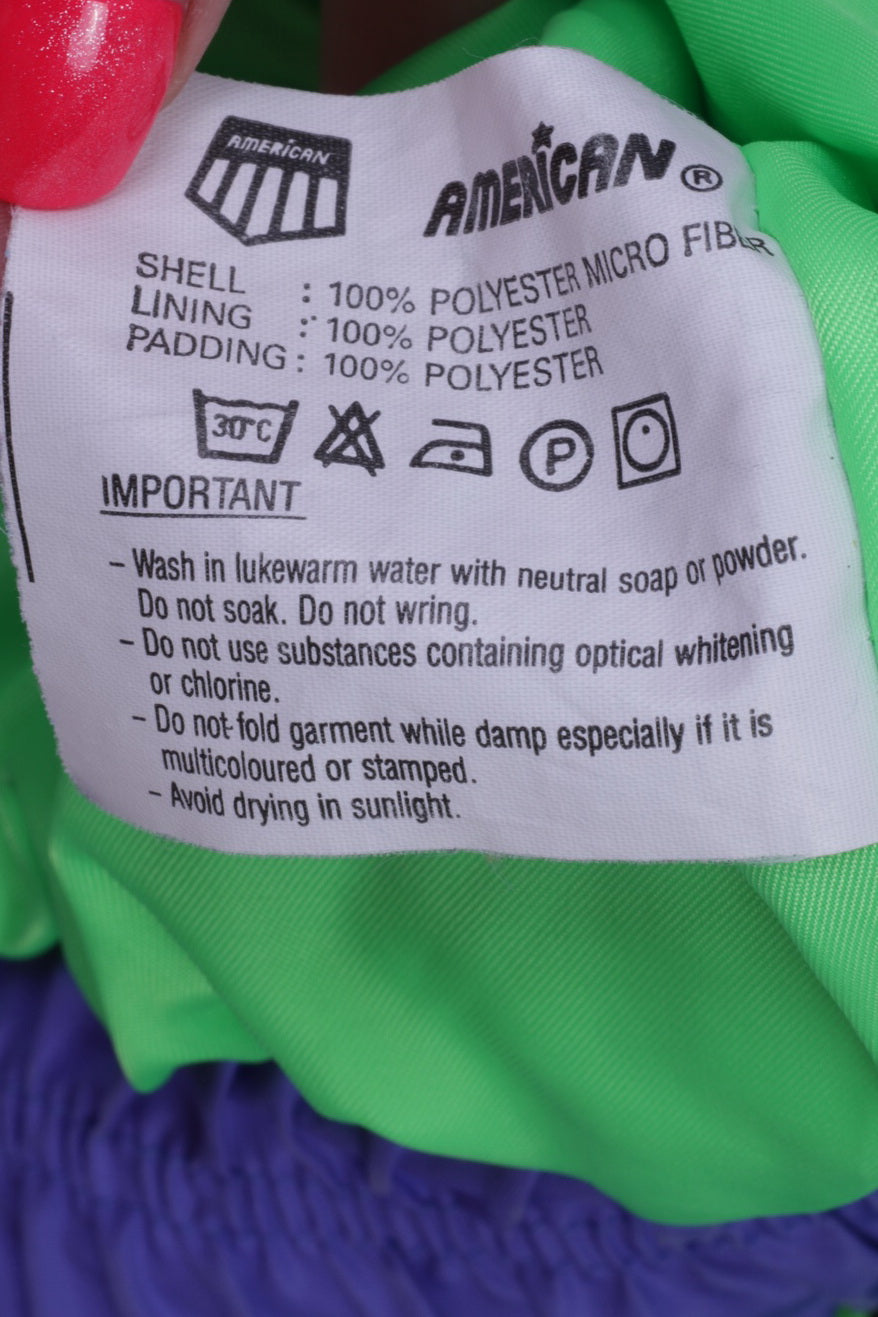 AMERiCAN
AMERiCAN ®
SHELL : 100% POLYESTER MICRO FIBER
LINING : 100% POLYESTER
PADDING : 100% POLYESTER
30°C P
IMPORTANT
– Wash in lukewarm water with neutral soap or powder.
Do not soak. Do not wring.
– Do not use substances containing optical whitening
or chlorine.
– Do not fold garment while damp especially if it is
multicoloured or stamped.
– Avoid drying in sunlight.